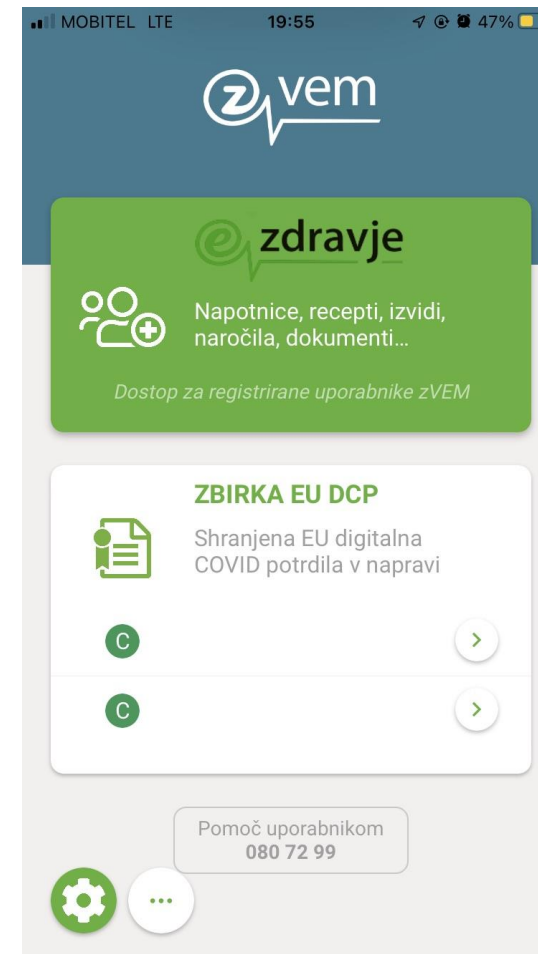 MOBITEL LTE 19:55 47%
z vem
e zdravje
Napotnice, recepti, izvidi,
naročila, dokumenti...
Dostop za registrirane uporabnike zVEM
ZBIRKA EU DCP
Shranjena EU digitalna
COVID potrdila v napravi
C
C
Pomoč uporabnikom
080 72 99